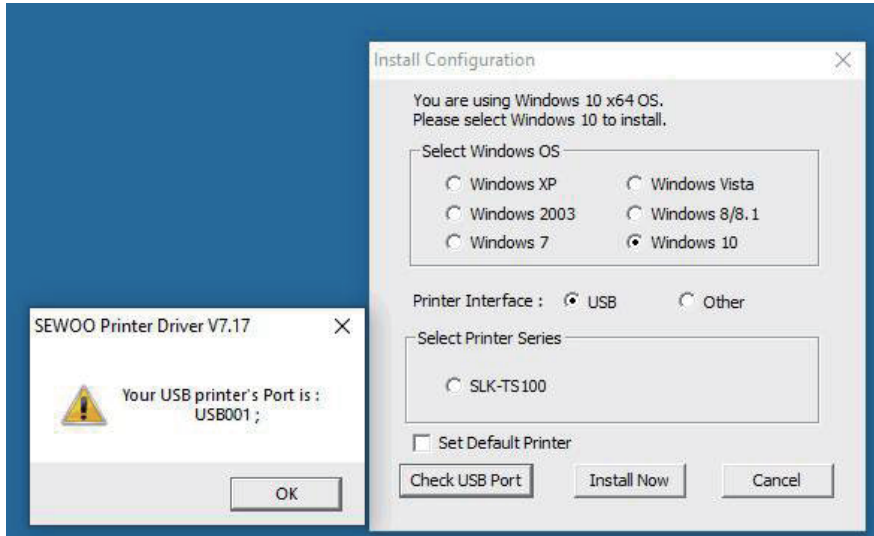 Install Configuration
You are using Windows 10 x64 OS.
Please select Windows 10 to install.
Select Windows OS
Windows XP
Windows Vista
Windows 2003
Windows 8/8.1
Windows 7
Windows 10
Printer Interface :
USB
Other
Select Printer Series
SLK-TS100
Set Default Printer
Check USB Port
Install Now
Cancel
SEWOO Printer Driver V7.17
Your USB printer's Port is :
USB001 ;
OK